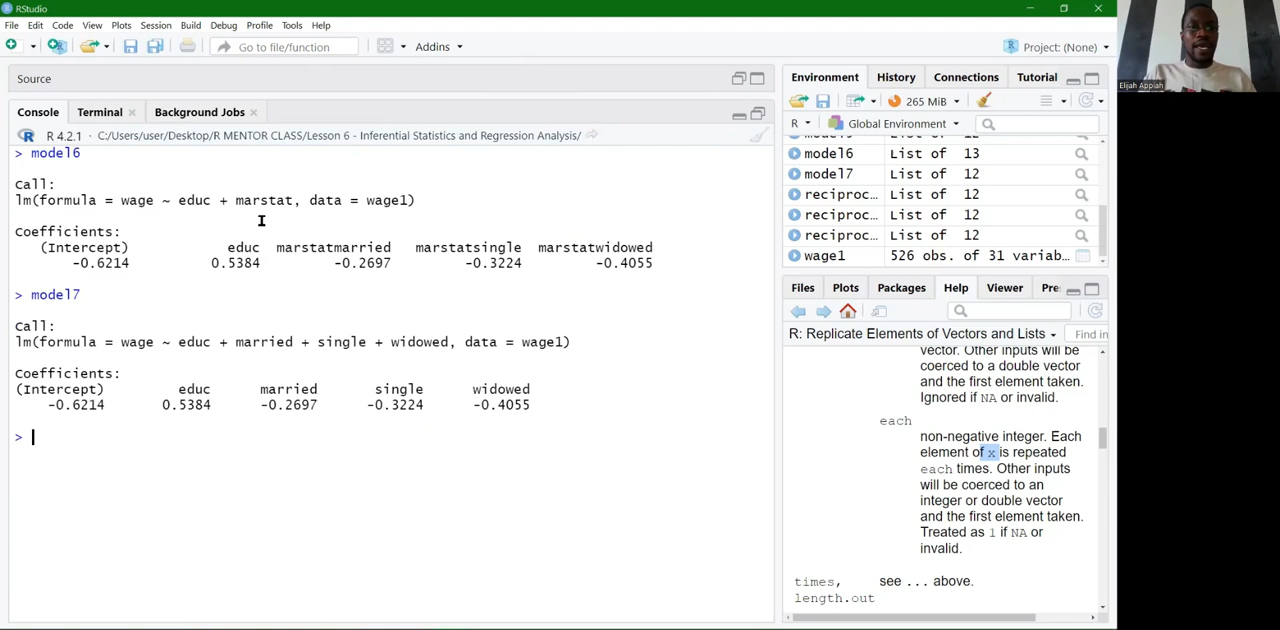 RStudio
File Edit Code View Plots Session Build Debug Profile Tools Help
Go to file/function
Addins
Project: (None)
Source
Console Terminal Background Jobs
R 4.2.1 · C:/Users/user/Desktop/R MENTOR CLASS/Lesson 6 - Inferential Statistics and Regression Analysis/
> model6
Call:
lm(formula = wage ~ educ + marstat, data = wage1)
Coefficients:
(Intercept) educ marstatmarried marstatsingle marstatwidowed
-0.6214 0.5384 -0.2697 -0.3224 -0.4055
> model7
Call:
lm(formula = wage ~ educ + married + single + widowed, data = wage1)
Coefficients:
(Intercept) educ married single widowed
-0.6214 0.5384 -0.2697 -0.3224 -0.4055
>
Environment History Connections Tutorial
265 MiB
R Global Environment
model6 List of 13
model7 List of 12
reciproc… List of 12
reciproc… List of 12
reciproc… List of 12
wage1 526 obs. of 31 variab…
Files Plots Packages Help Viewer Pre
R: Replicate Elements of Vectors and Lists Find in
vector. Other inputs will be
coerced to a double vector
and the first element taken.
Ignored if NA or invalid.
each
non-negative integer. Each
element of x is repeated
each times. Other inputs
will be coerced to an
integer or double vector
and the first element taken.
Treated as 1 if NA or
invalid.
times, see ... above.
length.out
Elijah Appiah